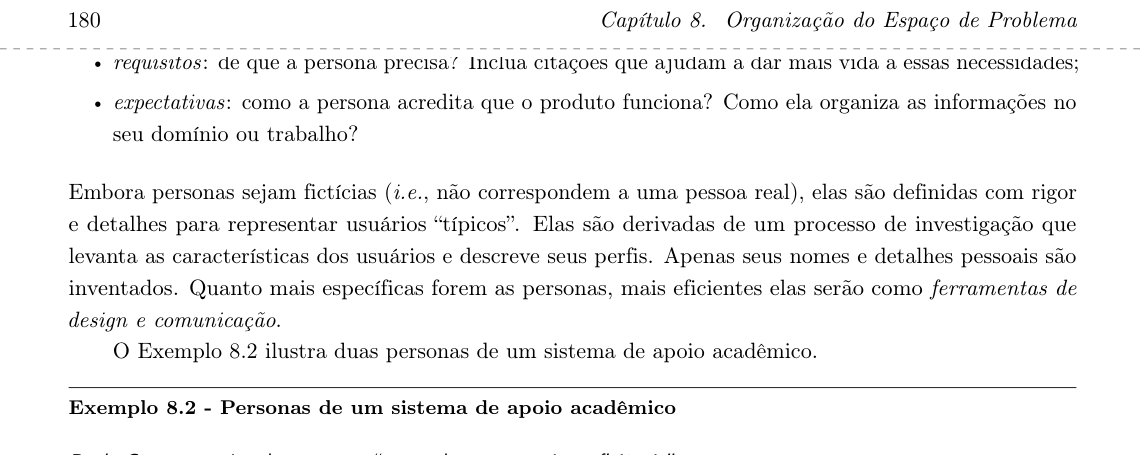 180 Capítulo 8. Organização do Espaço de Problema
• requisitos: de que a persona precisa? Inclua citações que ajudam a dar mais vida a essas necessidades;
• expectativas: como a persona acredita que o produto funciona? Como ela organiza as informações no
seu domínio ou trabalho?
Embora personas sejam fictícias (i.e., não correspondem a uma pessoa real), elas são definidas com rigor
e detalhes para representar usuários “típicos”. Elas são derivadas de um processo de investigação que
levanta as características dos usuários e descreve seus perfis. Apenas seus nomes e detalhes pessoais são
inventados. Quanto mais específicas forem as personas, mais eficientes elas serão como ferramentas de
design e comunicação.
O Exemplo 8.2 ilustra duas personas de um sistema de apoio acadêmico.
Exemplo 8.2 - Personas de um sistema de apoio acadêmico